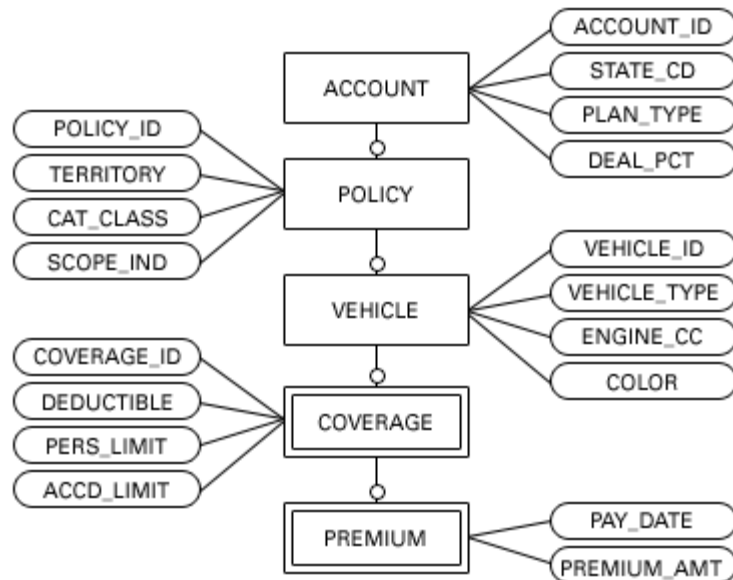 ACCOUNT_ID
STATE_CD
ACCOUNT
PLAN_TYPE
DEAL_PCT
POLICY_ID
TERRITORY
POLICY
CAT_CLASS
SCOPE_IND
VEHICLE_ID
VEHICLE_TYPE
VEHICLE
ENGINE_CC
COLOR
COVERAGE_ID
DEDUCTIBLE
COVERAGE
PERS_LIMIT
ACCD_LIMIT
PAY_DATE
PREMIUM
PREMIUM_AMT